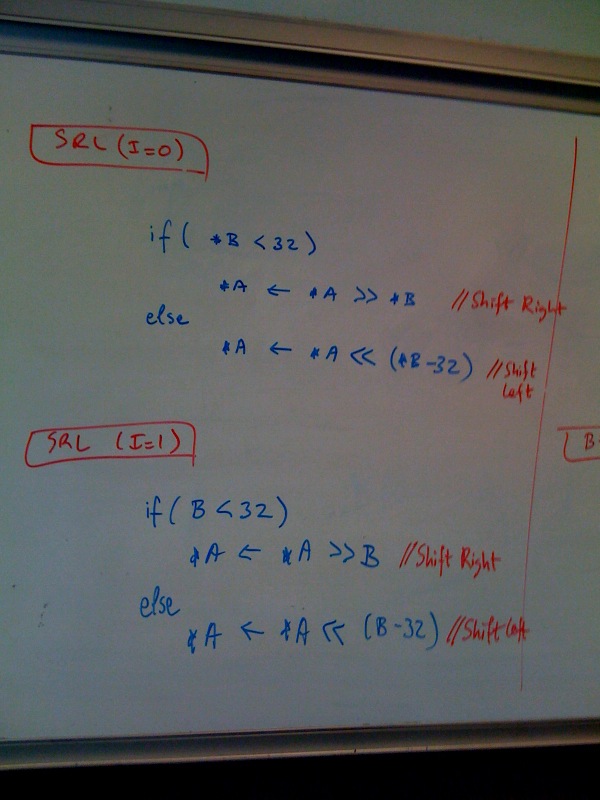 SRL (I=0)
if ( *B < 32)
*A ← *A >> *B //Shift Right
else
*A ← *A << (*B-32) //Shift
Left
SRL (I=1)
if ( B < 32)
*A ← *A >> B //Shift Right
else
*A ← *A << (B-32) //Shift Left
B